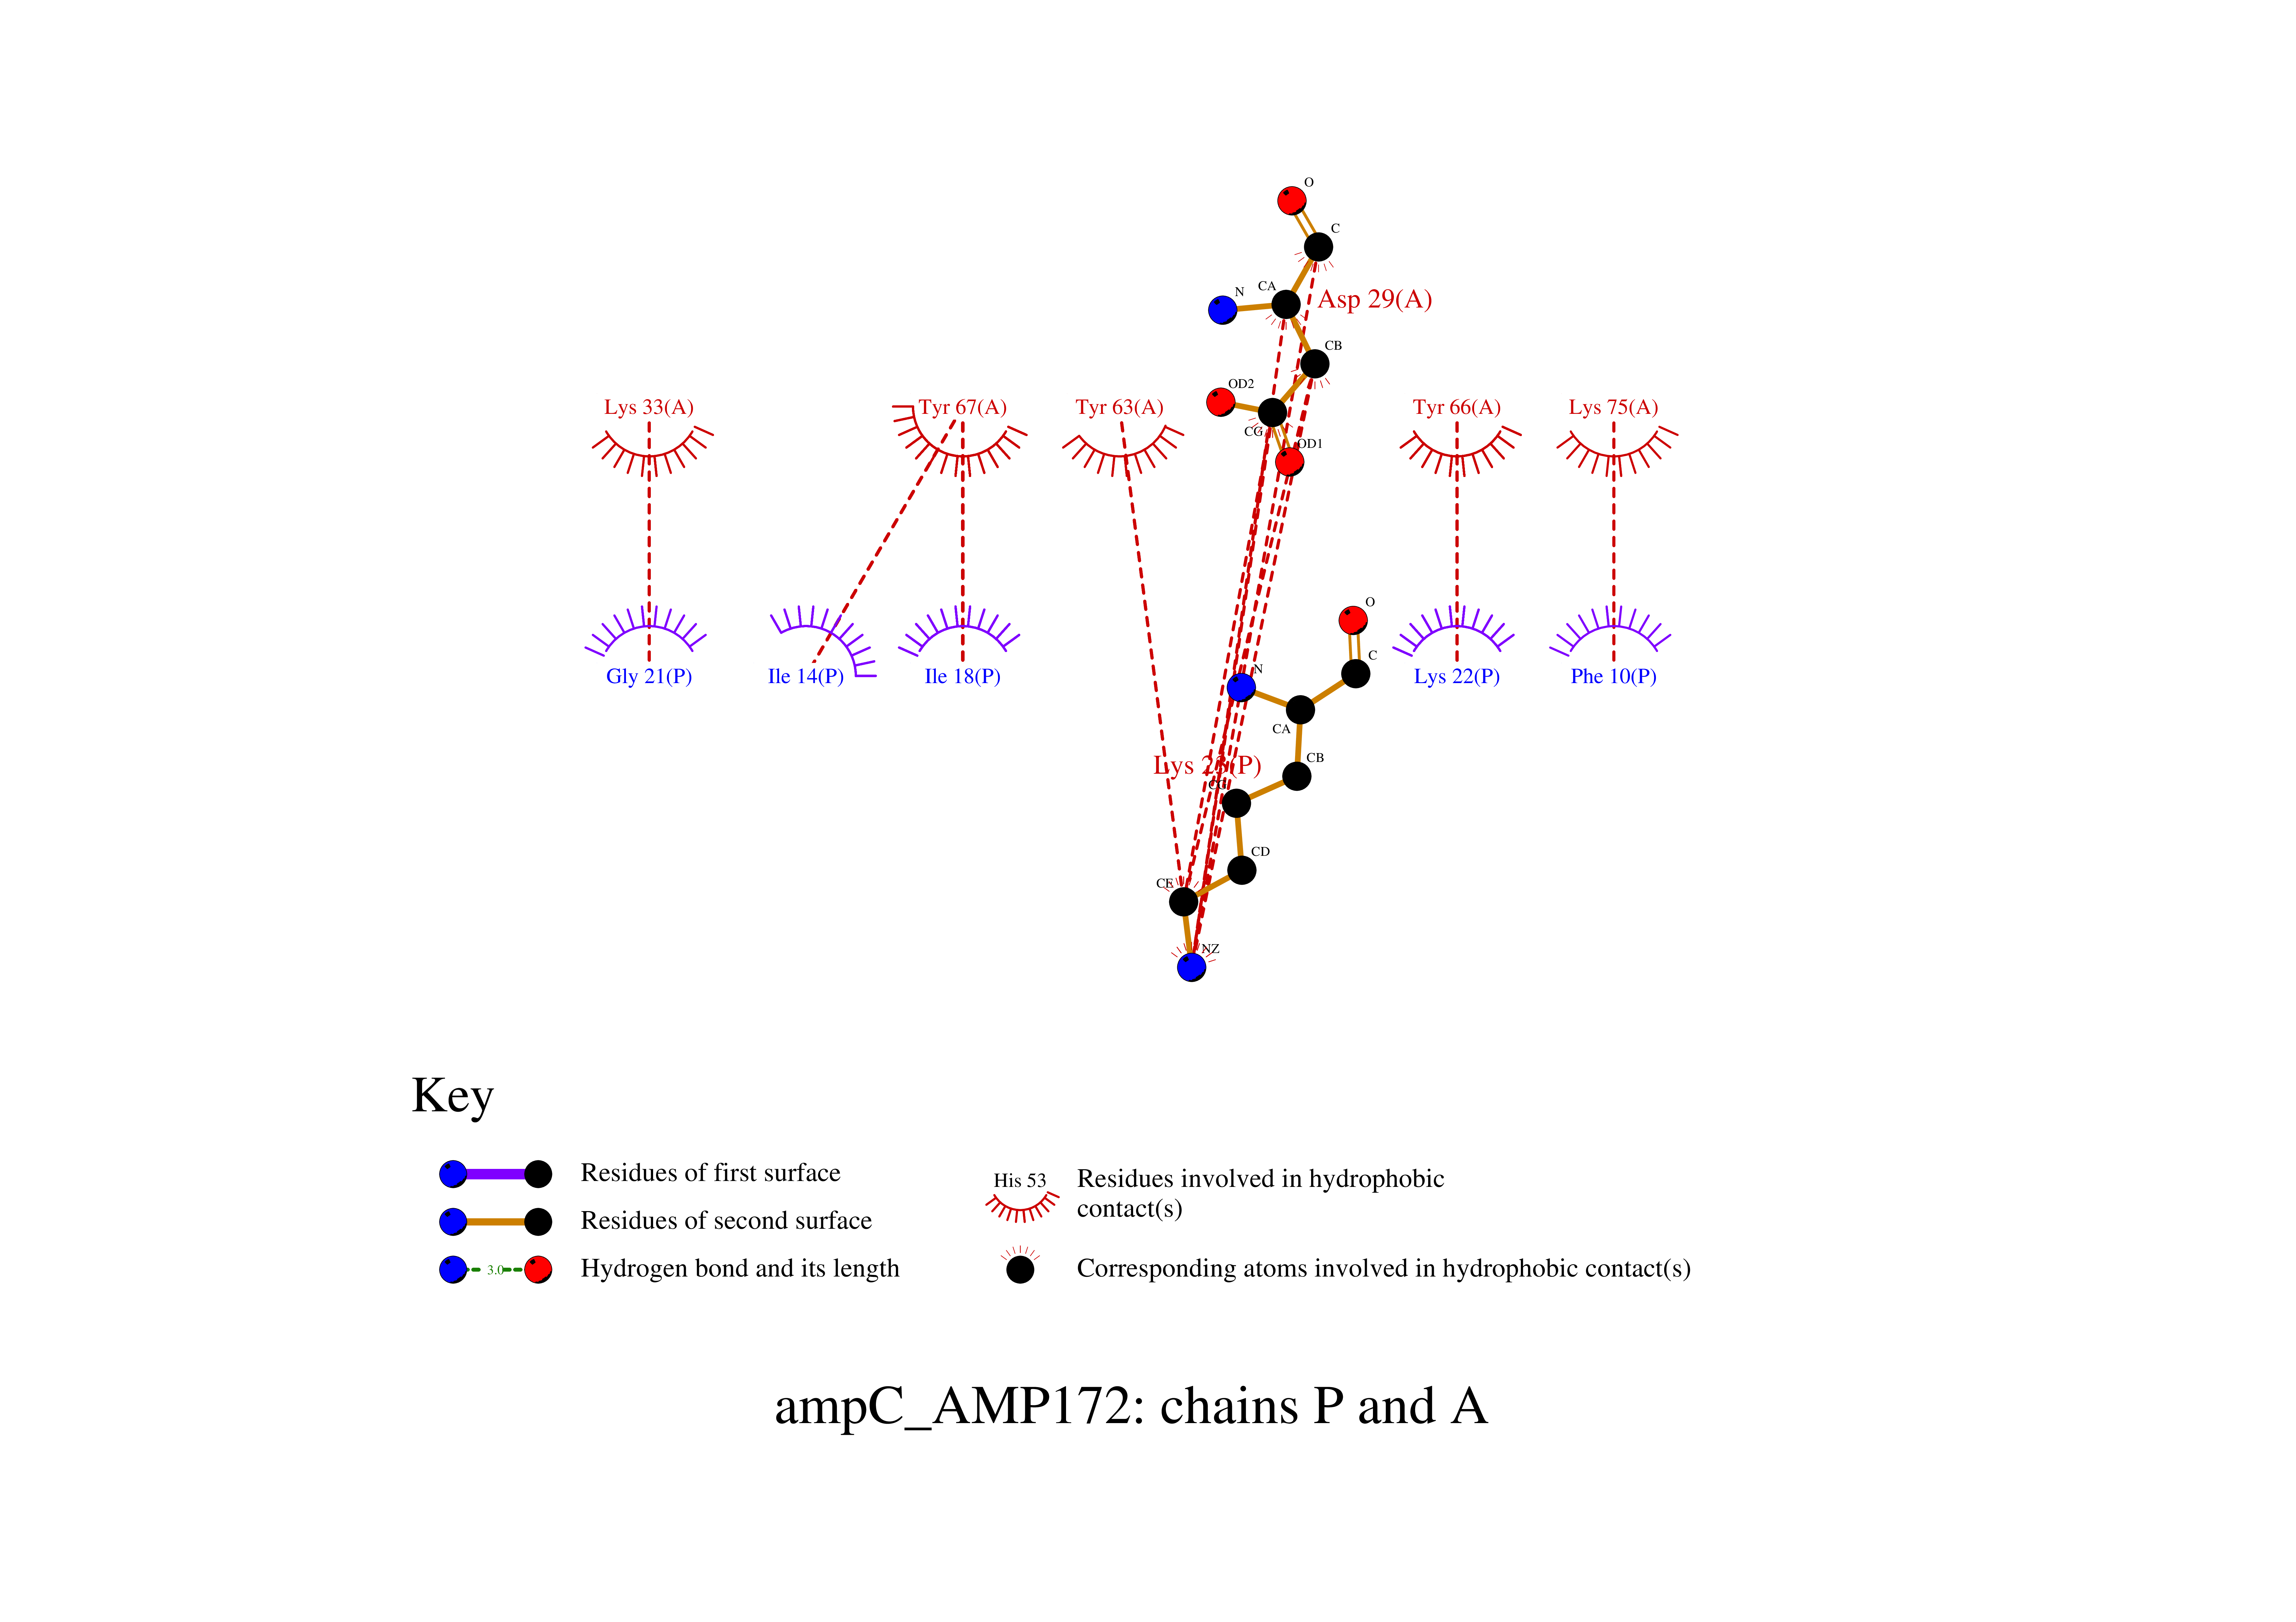 O
C
N
CA
Asp 29(A)
CB
OD2
Lys 33(A)
Tyr 67(A)
Tyr 63(A)
Tyr 66(A)
Lys 75(A)
CG
OD1
O
C
N
Gly 21(P)
Ile 14(P)
Ile 18(P)
Lys 22(P)
Phe 10(P)
CA
CB
Lys (P)
CD
CE
NZ
Key
Residues of first surface
Residues of second surface
3.0
Hydrogen bond and its length
His 53
Residues involved in hydrophobic
contact(s)
Corresponding atoms involved in hydrophobic contact(s)
ampC_AMP172: chains P and A